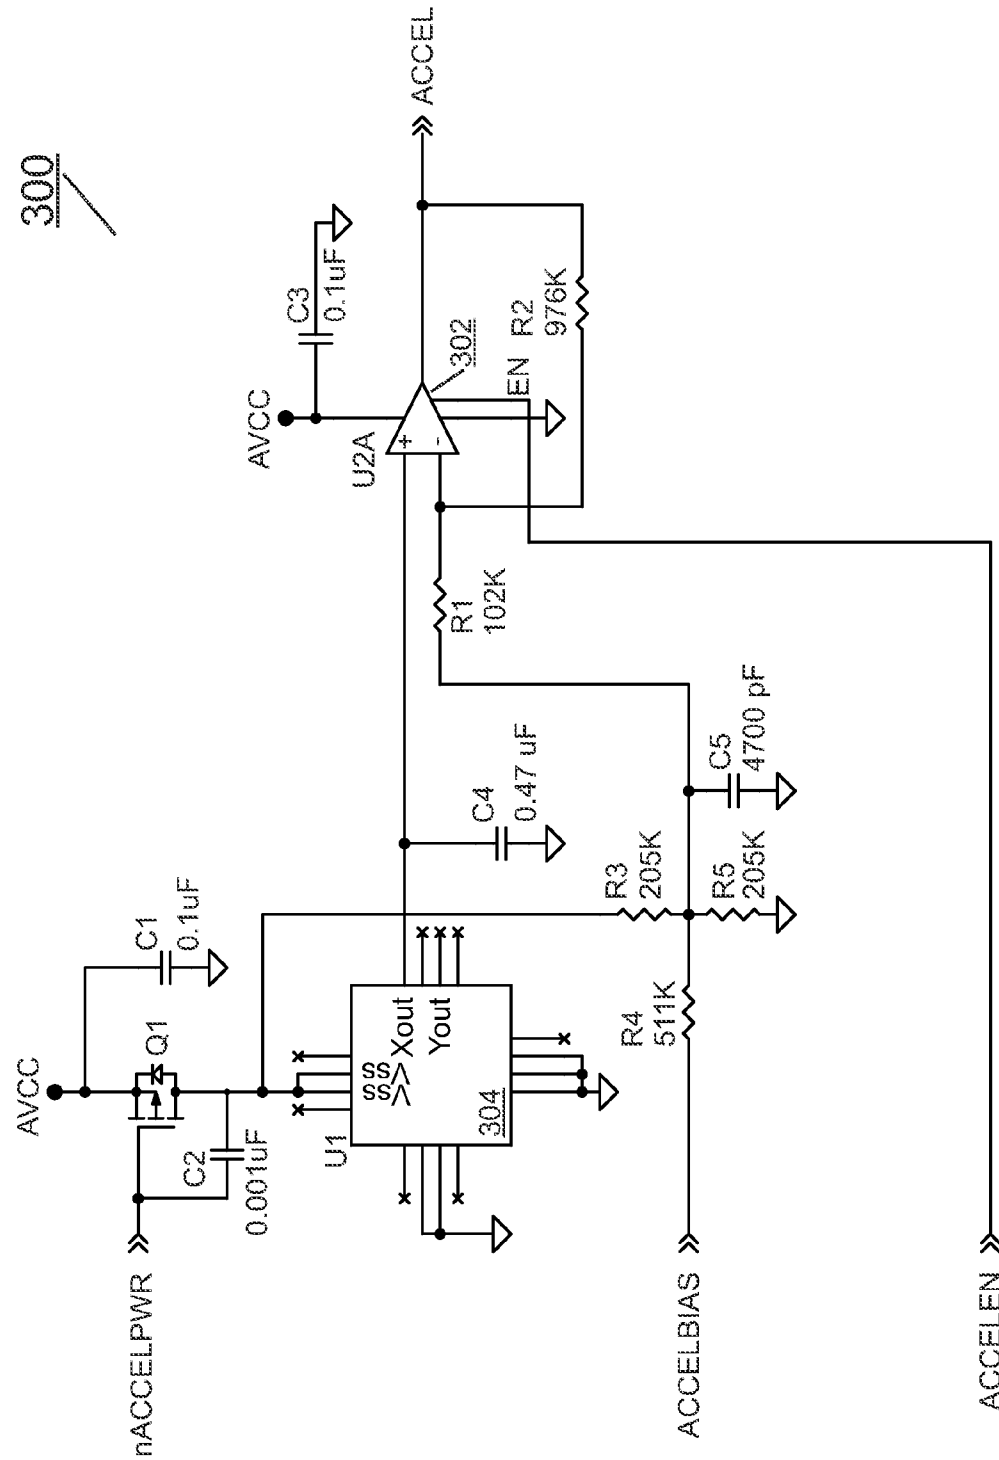 300
ACCEL
AVCC
C3
0.1uF
U2A
+
-
302
EN
R2
976K
R1
102K
C4
0.47 uF
C5
4700 pF
R3
205K
R5
205K
R4
511K
AVCC
C1
0.1uF
Q1
C2
0.001uF
U1
Vss
Vss
Xout
Yout
304
nACCELPWR
ACCELBIAS
ACCELEN